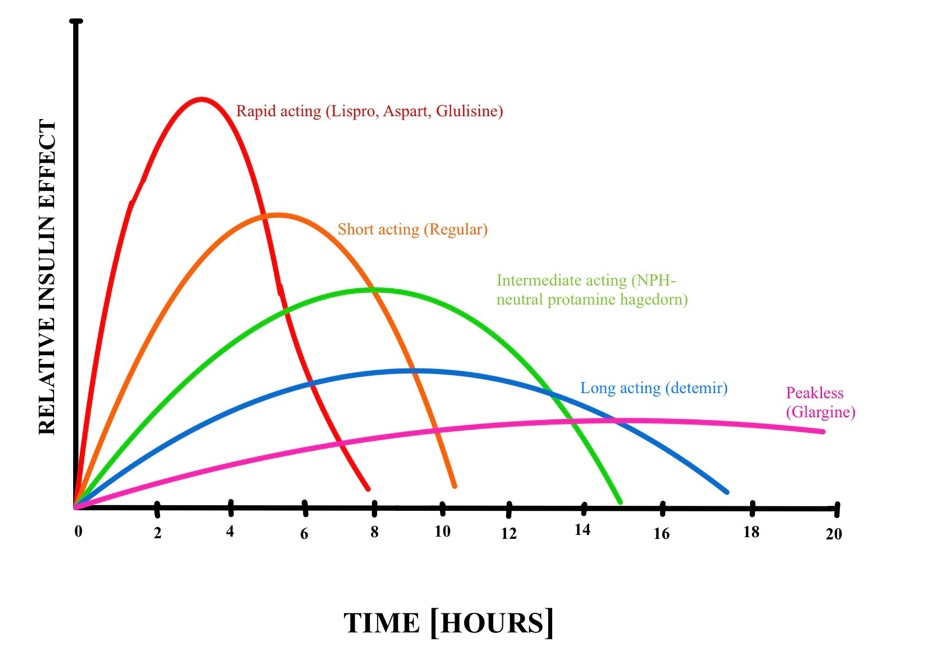 Rapid acting (Lispro, Aspart, Glulisine)
Short acting (Regular)
Intermediate acting (NPH-
neutral protamine hagedorn)
Long acting (detemir)
Peakless
(Glargine)
RELATIVE INSULIN EFFECT
0 2 4 6 8 10 12 14 16 18 20
TIME [HOURS]